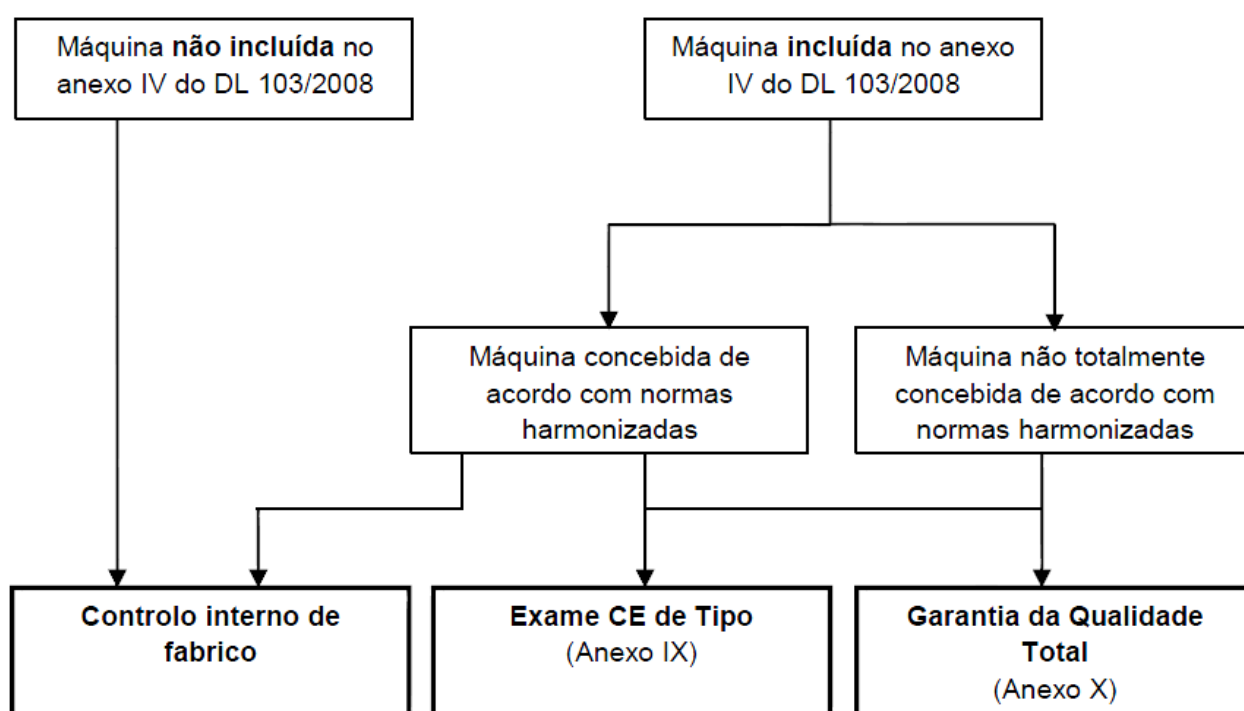 Máquina não incluída no
anexo IV do DL 103/2008
Máquina incluída no anexo
IV do DL 103/2008
Máquina concebida de
acordo com normas
harmonizadas
Máquina não totalmente
concebida de acordo com
normas harmonizadas
Controlo interno de
fabrico
Exame CE de Tipo
(Anexo IX)
Garantia da Qualidade
Total
(Anexo X)